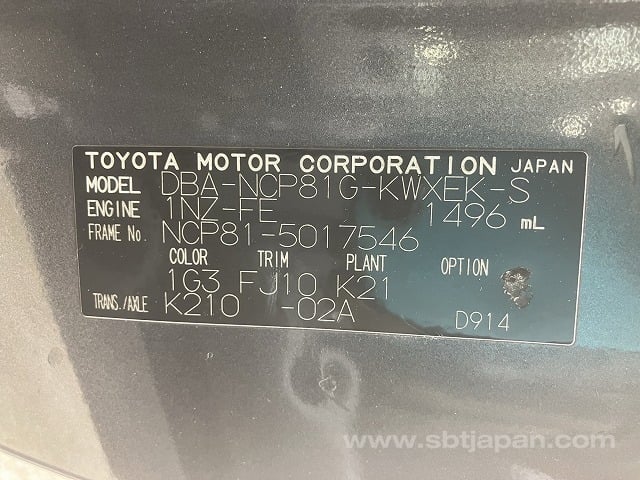 TOYOTA MOTOR CORPORATION JAPAN
MODEL DBA-NCP81G-KWXEK-S
ENGINE 1NZ-FE 1496 mL
FRAME No. NCP81-5017546
COLOR TRIM PLANT OPTION
1G3 FJ10 K21
TRANS./AXLE K210 -02A
D914
www.sbtjapan.com